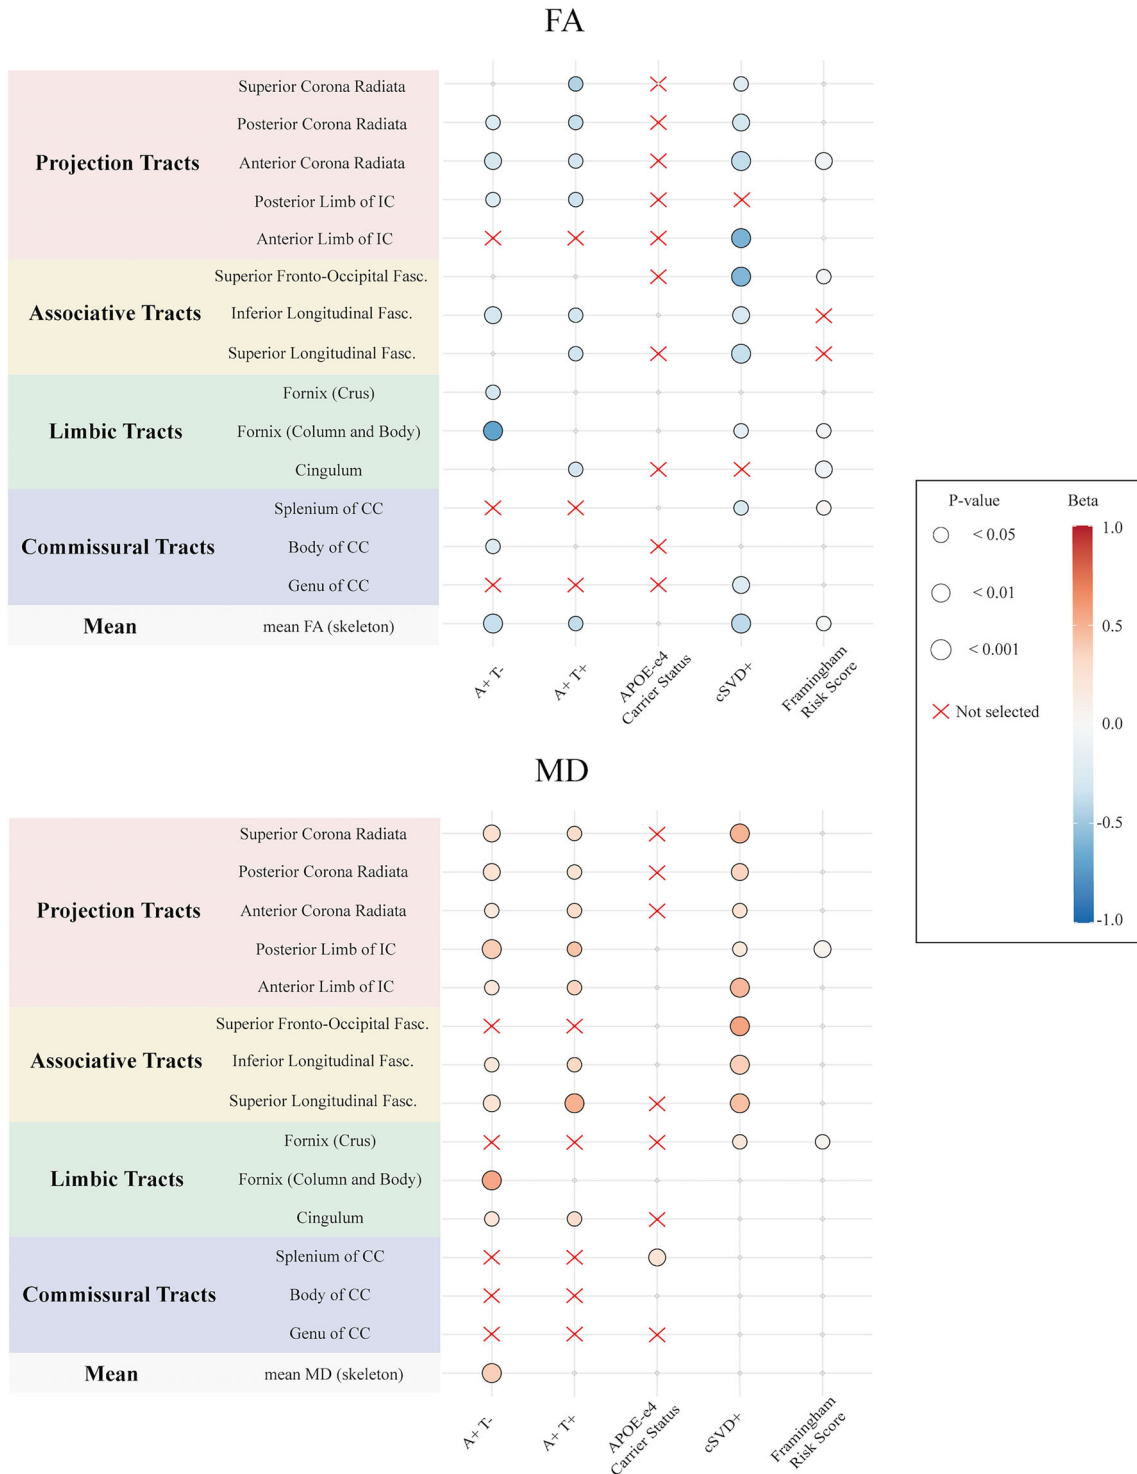 FA
Superior Corona Radiata
Posterior Corona Radiata
Projection Tracts
Anterior Corona Radiata
Posterior Limb of IC
Anterior Limb of IC
Superior Fronto-Occipital Fasc.
Associative Tracts
Inferior Longitudinal Fasc.
Superior Longitudinal Fasc.
Fornix (Crus)
Limbic Tracts
Fornix (Column and Body)
Cingulum
Splenium of CC
Commissural Tracts
Body of CC
Genu of CC
Mean
mean FA (skeleton)
A+ T-
A+ T+
APOE-e4
Carrier Status
cSVD+
Framingham
Risk Score
P-value
Beta
< 0.05
< 0.01
< 0.001
Not selected
1.0
0.5
0.0
-0.5
-1.0
MD
Superior Corona Radiata
Posterior Corona Radiata
Projection Tracts
Anterior Corona Radiata
Posterior Limb of IC
Anterior Limb of IC
Superior Fronto-Occipital Fasc.
Associative Tracts
Inferior Longitudinal Fasc.
Superior Longitudinal Fasc.
Fornix (Crus)
Limbic Tracts
Fornix (Column and Body)
Cingulum
Splenium of CC
Commissural Tracts
Body of CC
Genu of CC
Mean
mean MD (skeleton)
A+ T-
A+ T+
APOE-e4
Carrier Status
cSVD+
Framingham
Risk Score